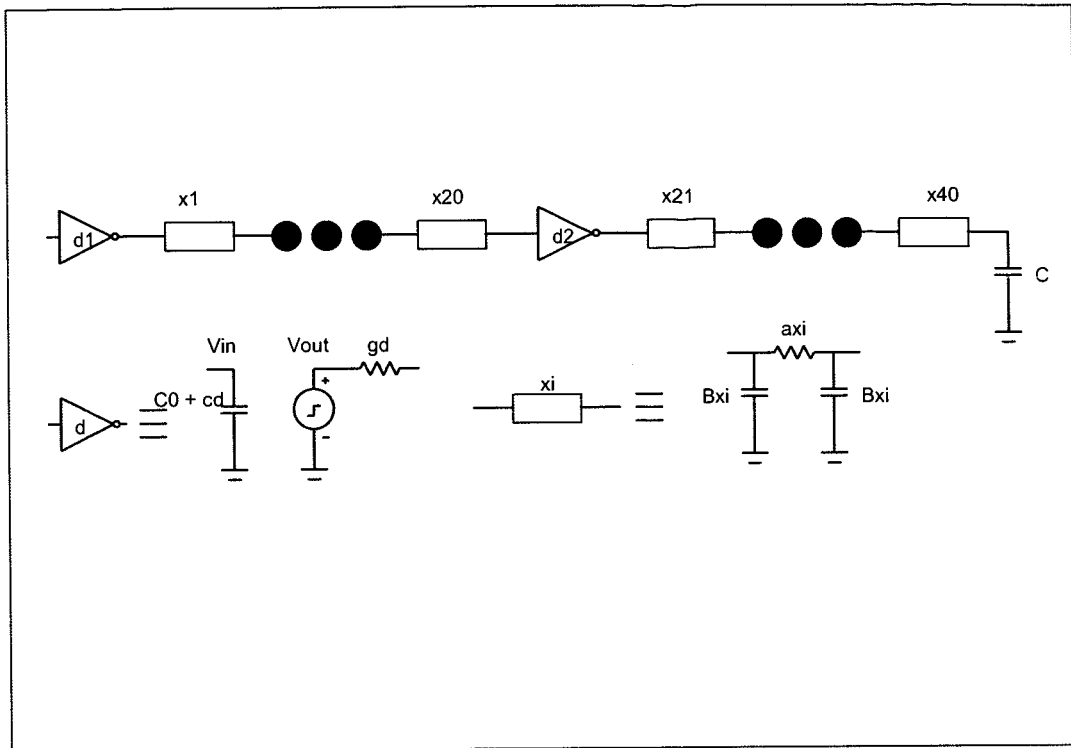 x1 x20 x21 x40
d1 d2
C
Vin Vout gd axi
C0 + cd xi Bxi Bxi
d
+
-